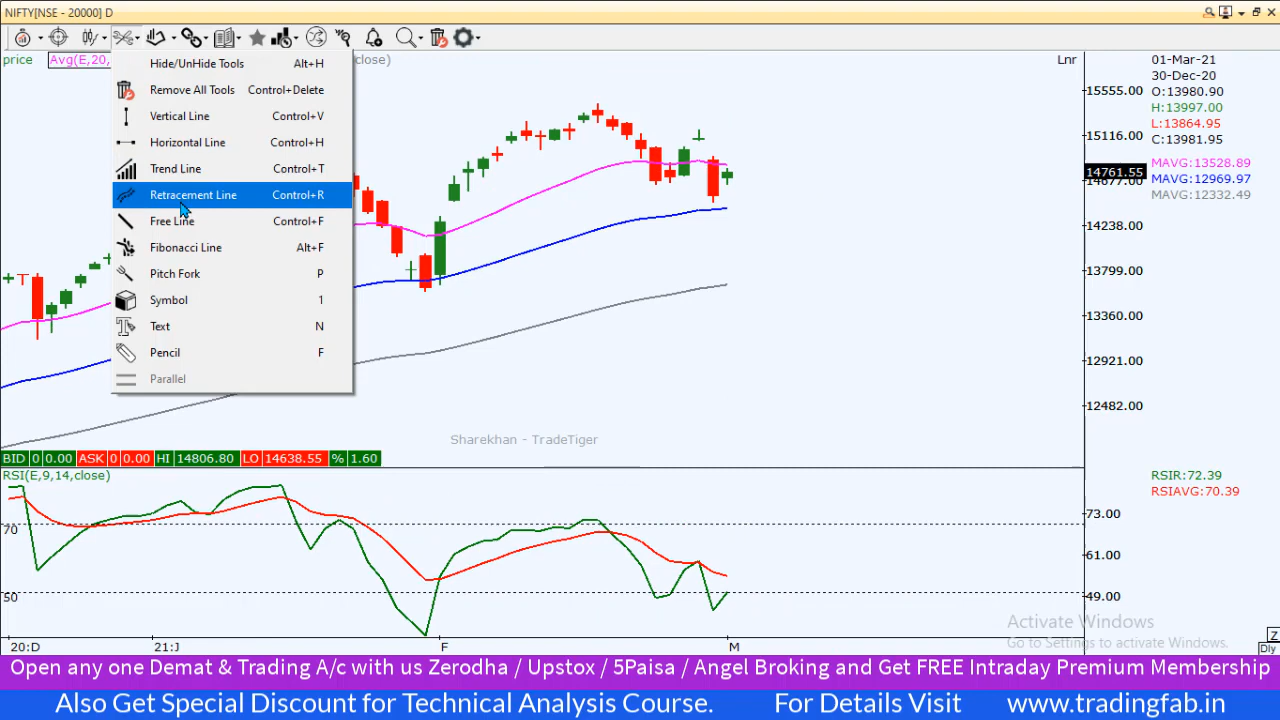 NIFTY[NSE - 20000] D
price
Avg(E,20,
close)
Lnr
Hide/UnHide Tools Alt+H
Remove All Tools Control+Delete
Vertical Line Control+V
Horizontal Line Control+H
Trend Line Control+T
Retracement Line Control+R
Free Line Control+F
Fibonacci Line Alt+F
Pitch Fork P
Symbol 1
Text N
Pencil F
Parallel
01-Mar-21
30-Dec-20
O:13980.90
H:13997.00
L:13864.95
C:13981.95
MAVG:13528.89
MAVG:12969.97
MAVG:12332.49
15555.00
15116.00
14761.55
14677.00
14238.00
13799.00
13360.00
12921.00
12482.00
Sharekhan - TradeTiger
BID 0 0.00 ASK 0 0.00 HI 14806.80 LO 14638.55 % 1.60
RSI(E,9,14,close)
RSIR:72.39
RSIAVG:70.39
70
50
73.00
61.00
49.00
Activate Windows
Go to Settings to activate Windows.
20:D 21:J F M
Z
Dly
Open any one Demat & Trading A/c with us Zerodha / Upstox / 5Paisa / Angel Broking and Get FREE Intraday Premium Membership
Also Get Special Discount for Technical Analysis Course. For Details Visit www.tradingfab.in